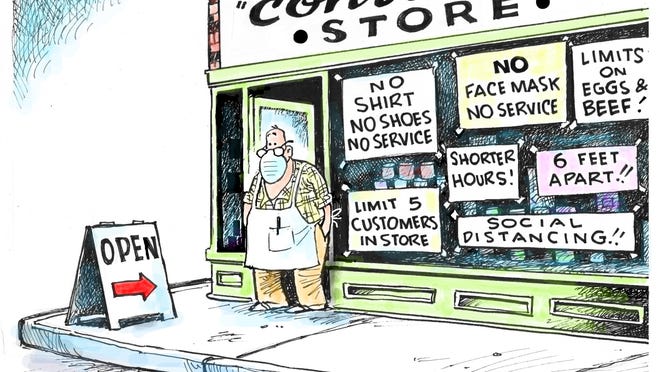 STORE
NO
SHIRT
NO SHOES
NO SERVICE
NO
FACE MASK
NO SERVICE
LIMITS
ON
EGGS &
BEEF!
SHORTER
HOURS!
6 FEET
APART.!!
LIMIT 5
CUSTOMERS
IN STORE
SOCIAL
DISTANCING.!!
OPEN